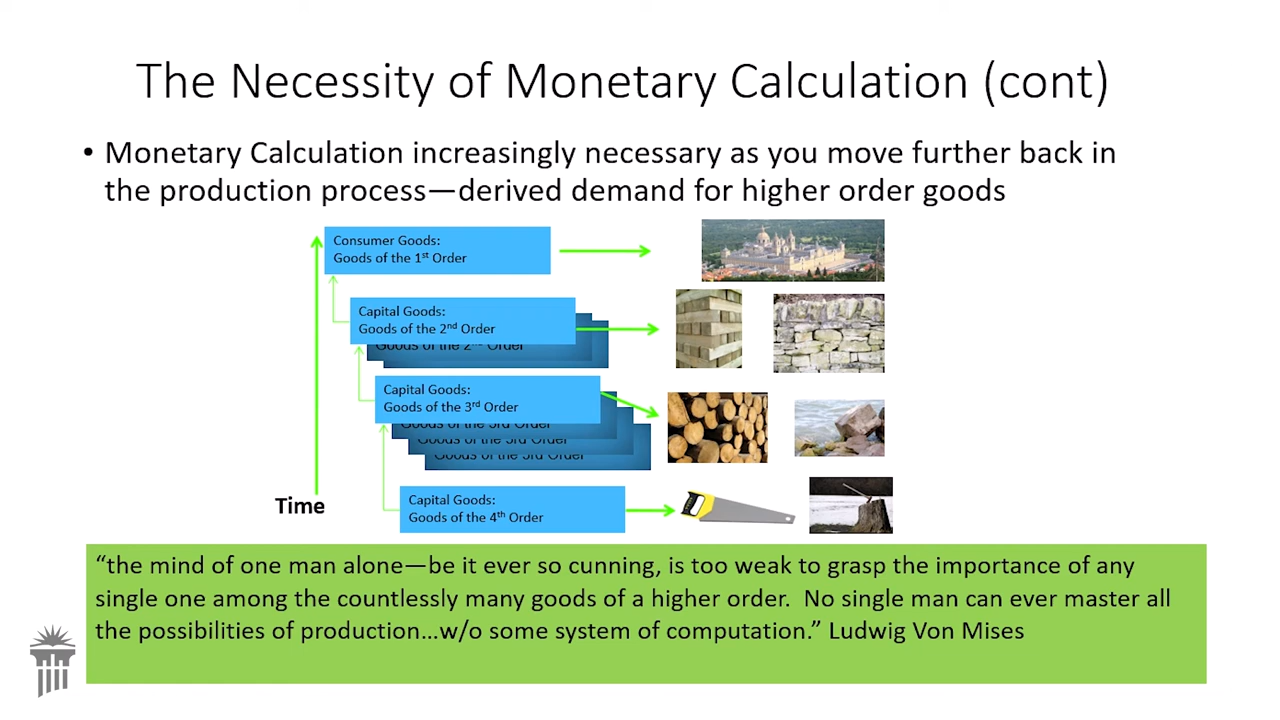 The Necessity of Monetary Calculation (cont)
• Monetary Calculation increasingly necessary as you move further back in
the production process—derived demand for higher order goods
Consumer Goods:
Goods of the 1st Order
Capital Goods:
Goods of the 2nd Order
Goods of the 2nd Order
Capital Goods:
Goods of the 3rd Order
Goods of the 3rd Order
Goods of the 3rd Order
Goods of the 3rd Order
Capital Goods:
Goods of the 4th Order
Time
“the mind of one man alone—be it ever so cunning, is too weak to grasp the importance of any
single one among the countlessly many goods of a higher order. No single man can ever master all
the possibilities of production…w/o some system of computation.” Ludwig Von Mises